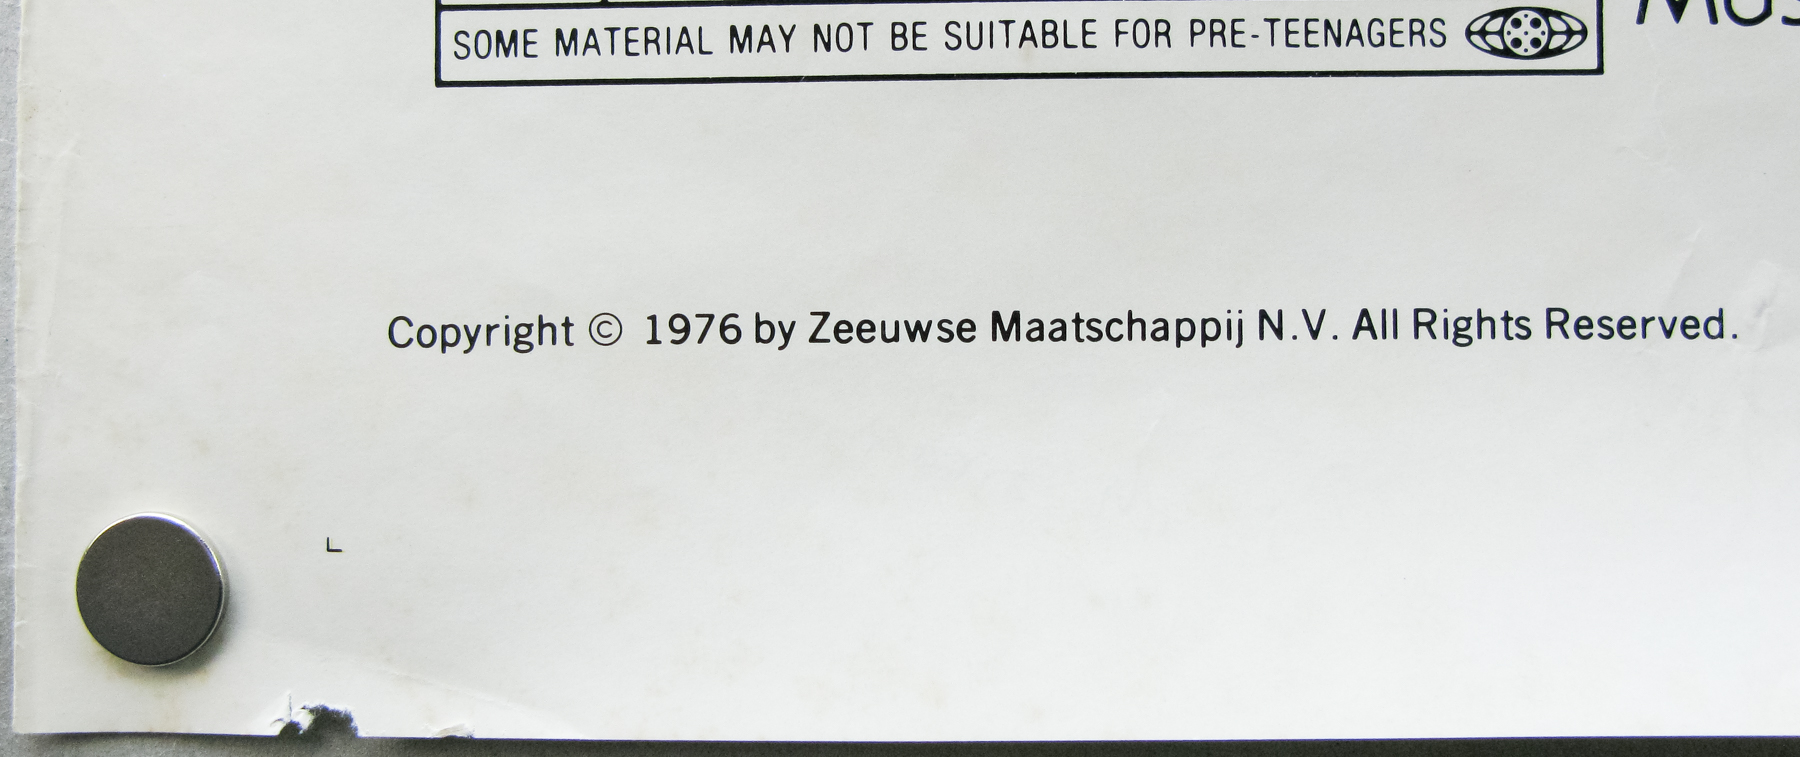 SOME MATERIAL MAY NOT BE SUITABLE FOR PRE-TEENAGERS
Copyright © 1976 by Zeeuwse Maatschappij N.V. All Rights Reserved.